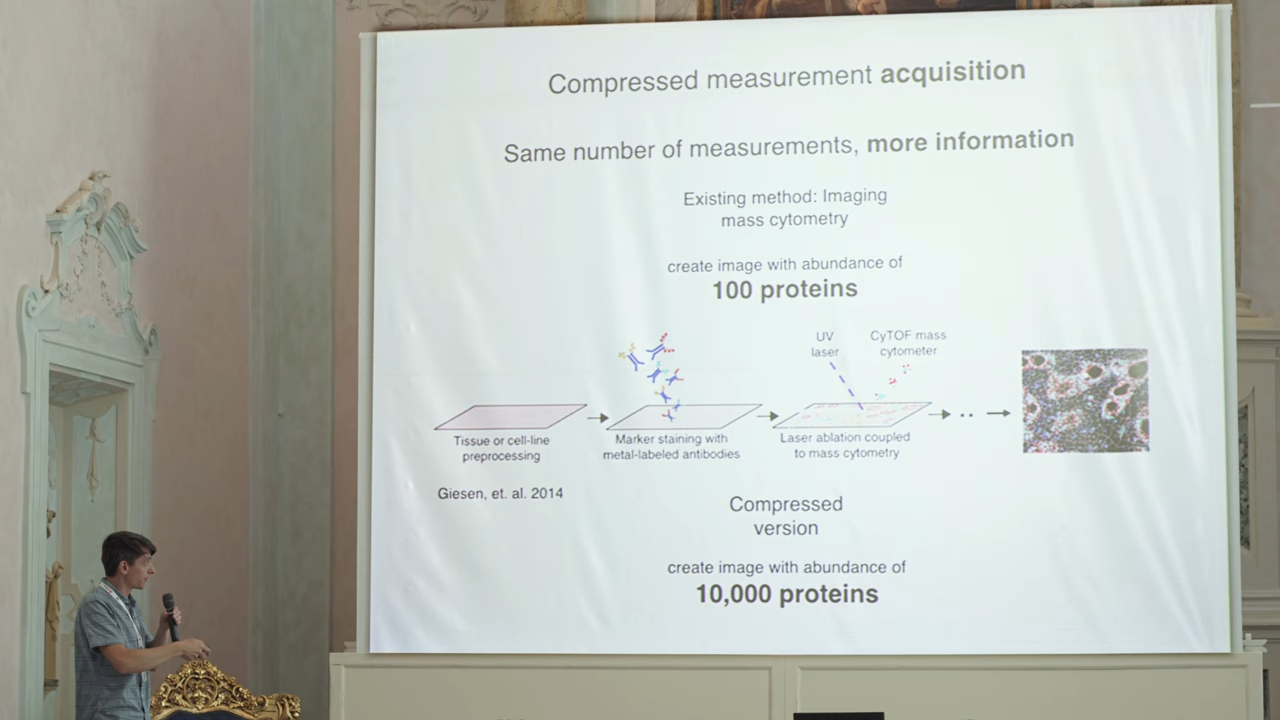 Compressed measurement acquisition
Same number of measurements, more information
Existing method: Imaging
mass cytometry
create image with abundance of
100 proteins
UV
laser
CyTOF mass
cytometer
Tissue or cell-line
preprocessing
Marker staining with
metal-labeled antibodies
Laser ablation coupled
to mass cytometry
Giesen, et. al. 2014
Compressed
version
create image with abundance of
10,000 proteins